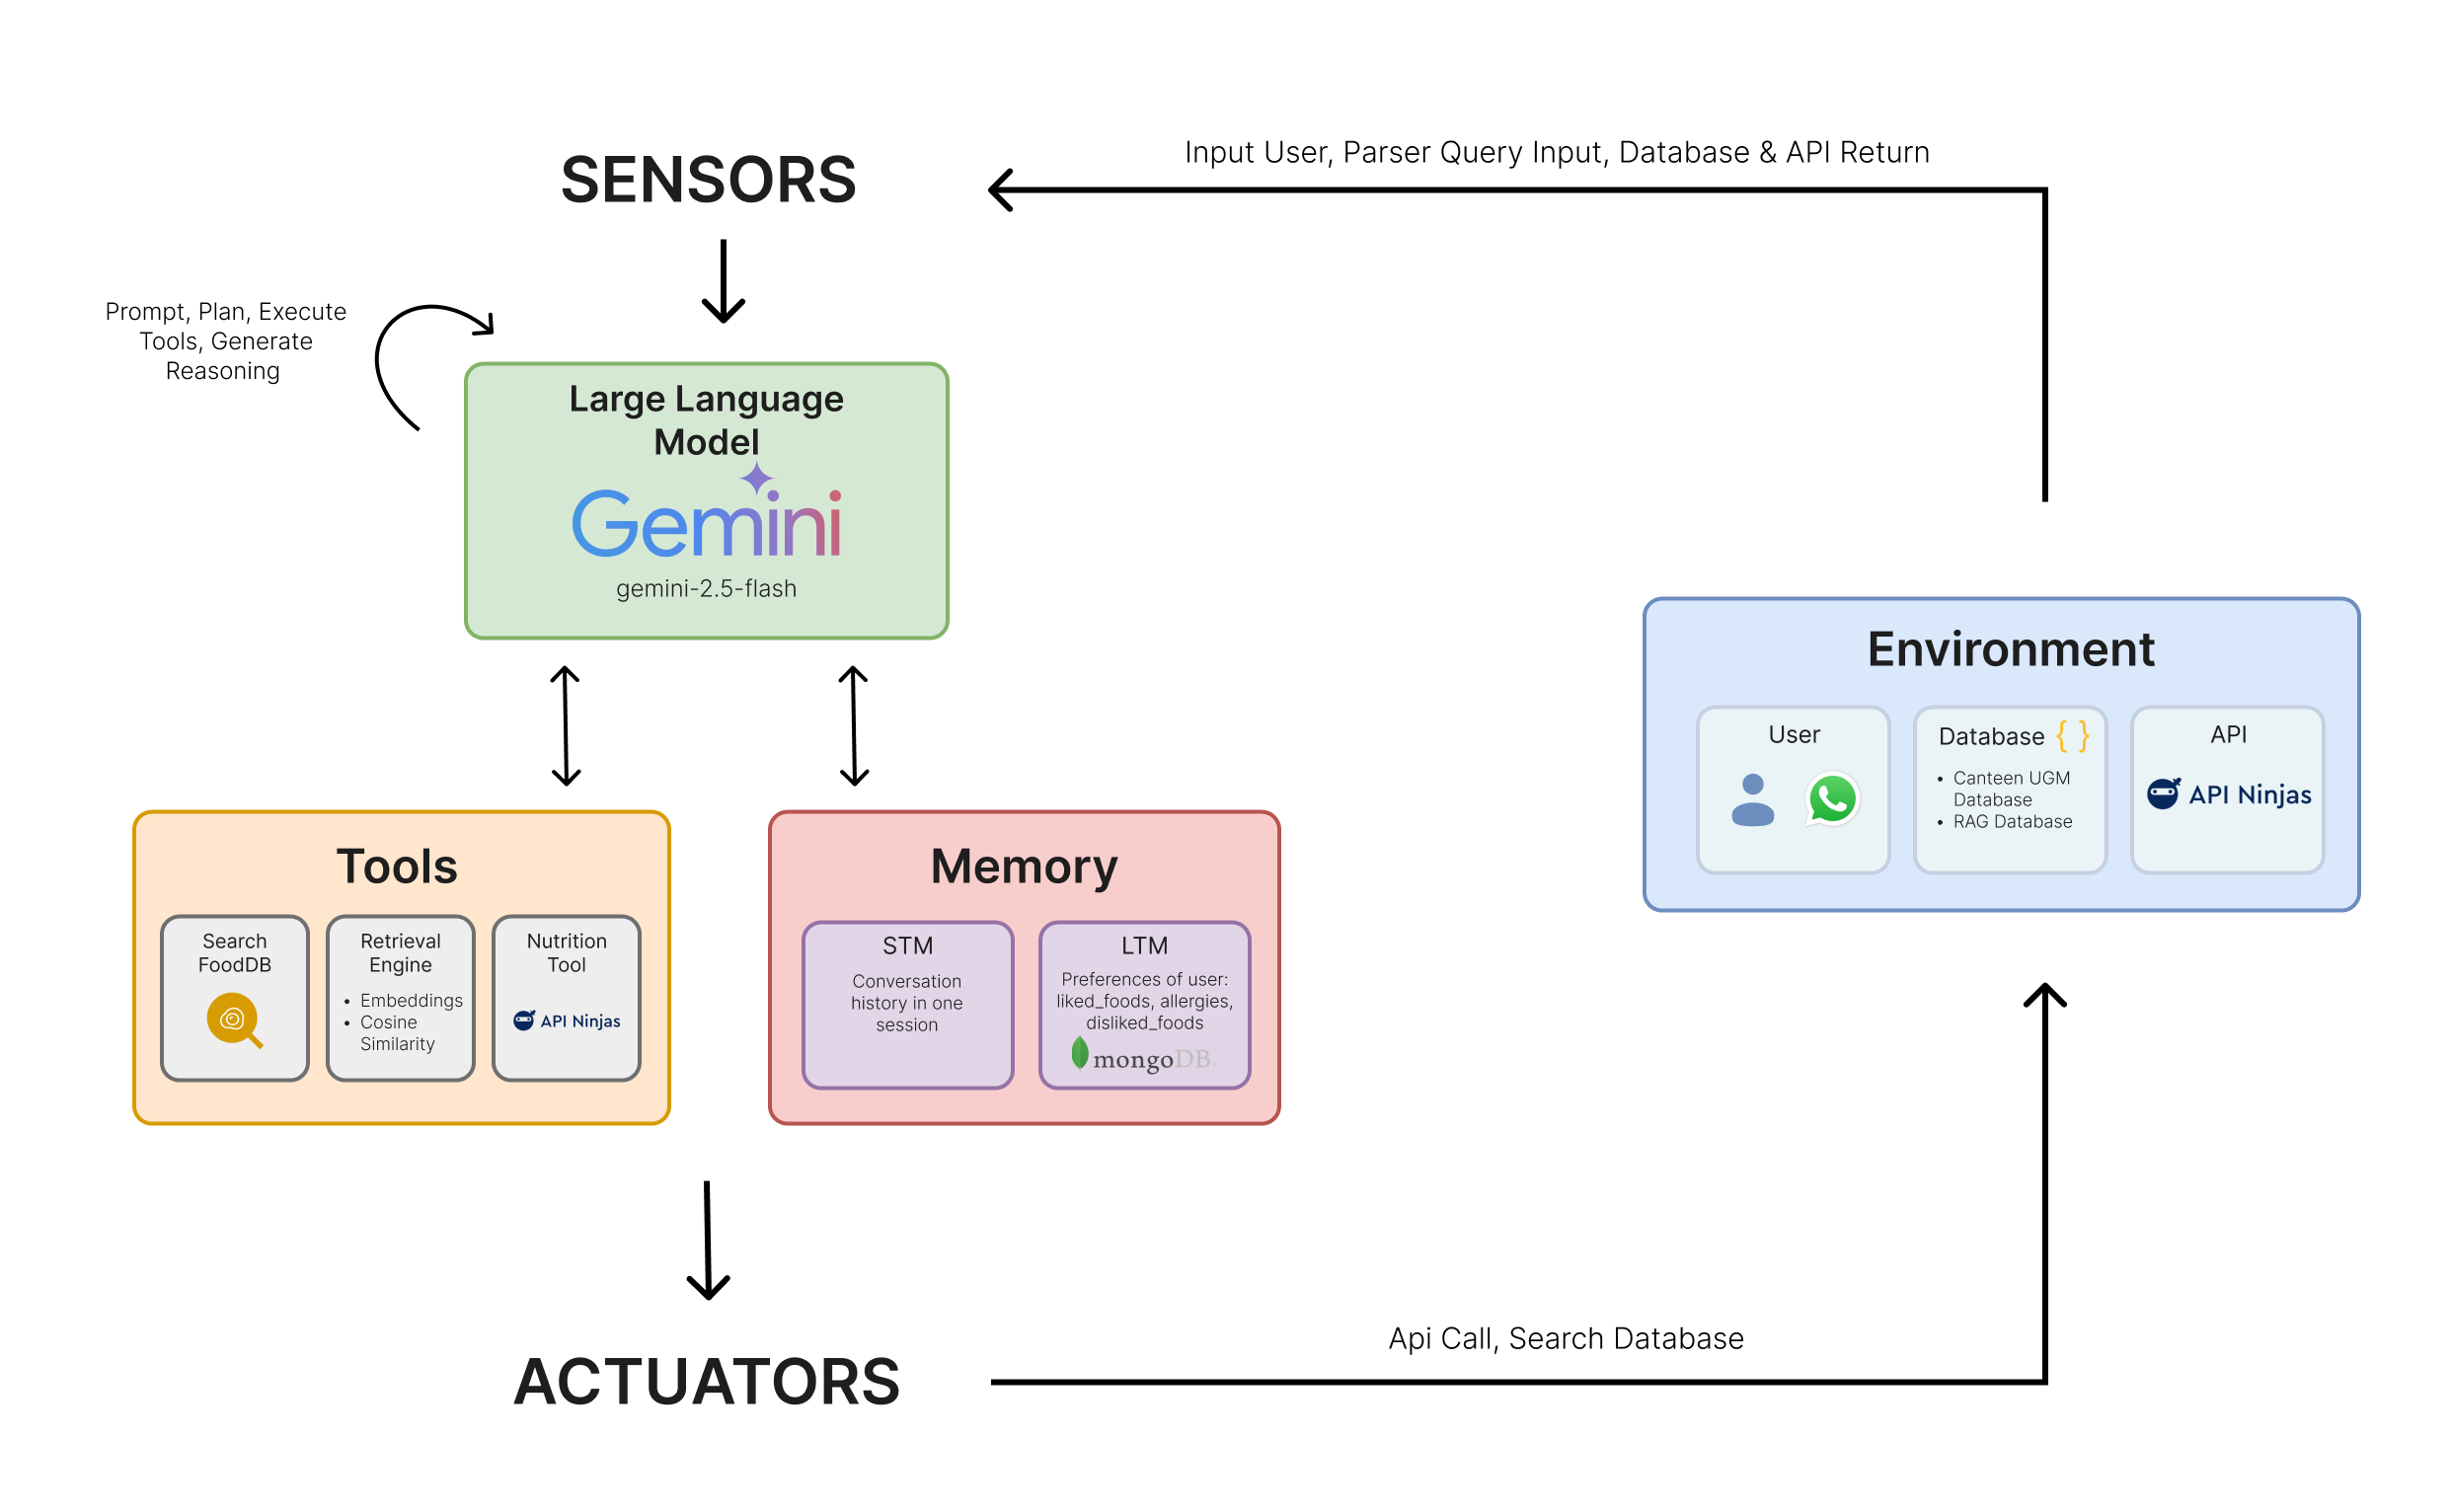 Input User, Parser Query Input, Database & API Return
SENSORS
Prompt, Plan, Execute
Tools, Generate
Reasoning
Large Language
Model
Gemini
gemini-2.5-flash
Environment
User
Database { }
• Canteen UGM
Database
• RAG Database
API
API Ninjas
Tools
Search
FoodDB
Retrieval
Engine
• Embeddings
• Cosine
Similarity
Nutrition
Tool
API Ninjas
Memory
STM
Conversation
history in one
session
LTM
Preferences of user:
liked_foods, allergies,
disliked_foods
mongoDB
Api Call, Search Database
ACTUATORS